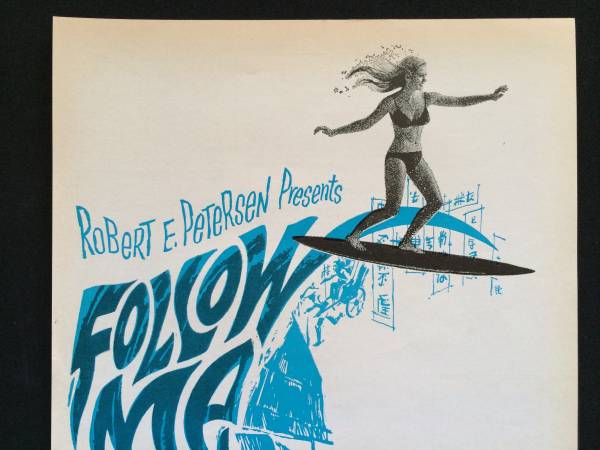 ROBERT E. PETERSEN Presents
FOLLOW
ME